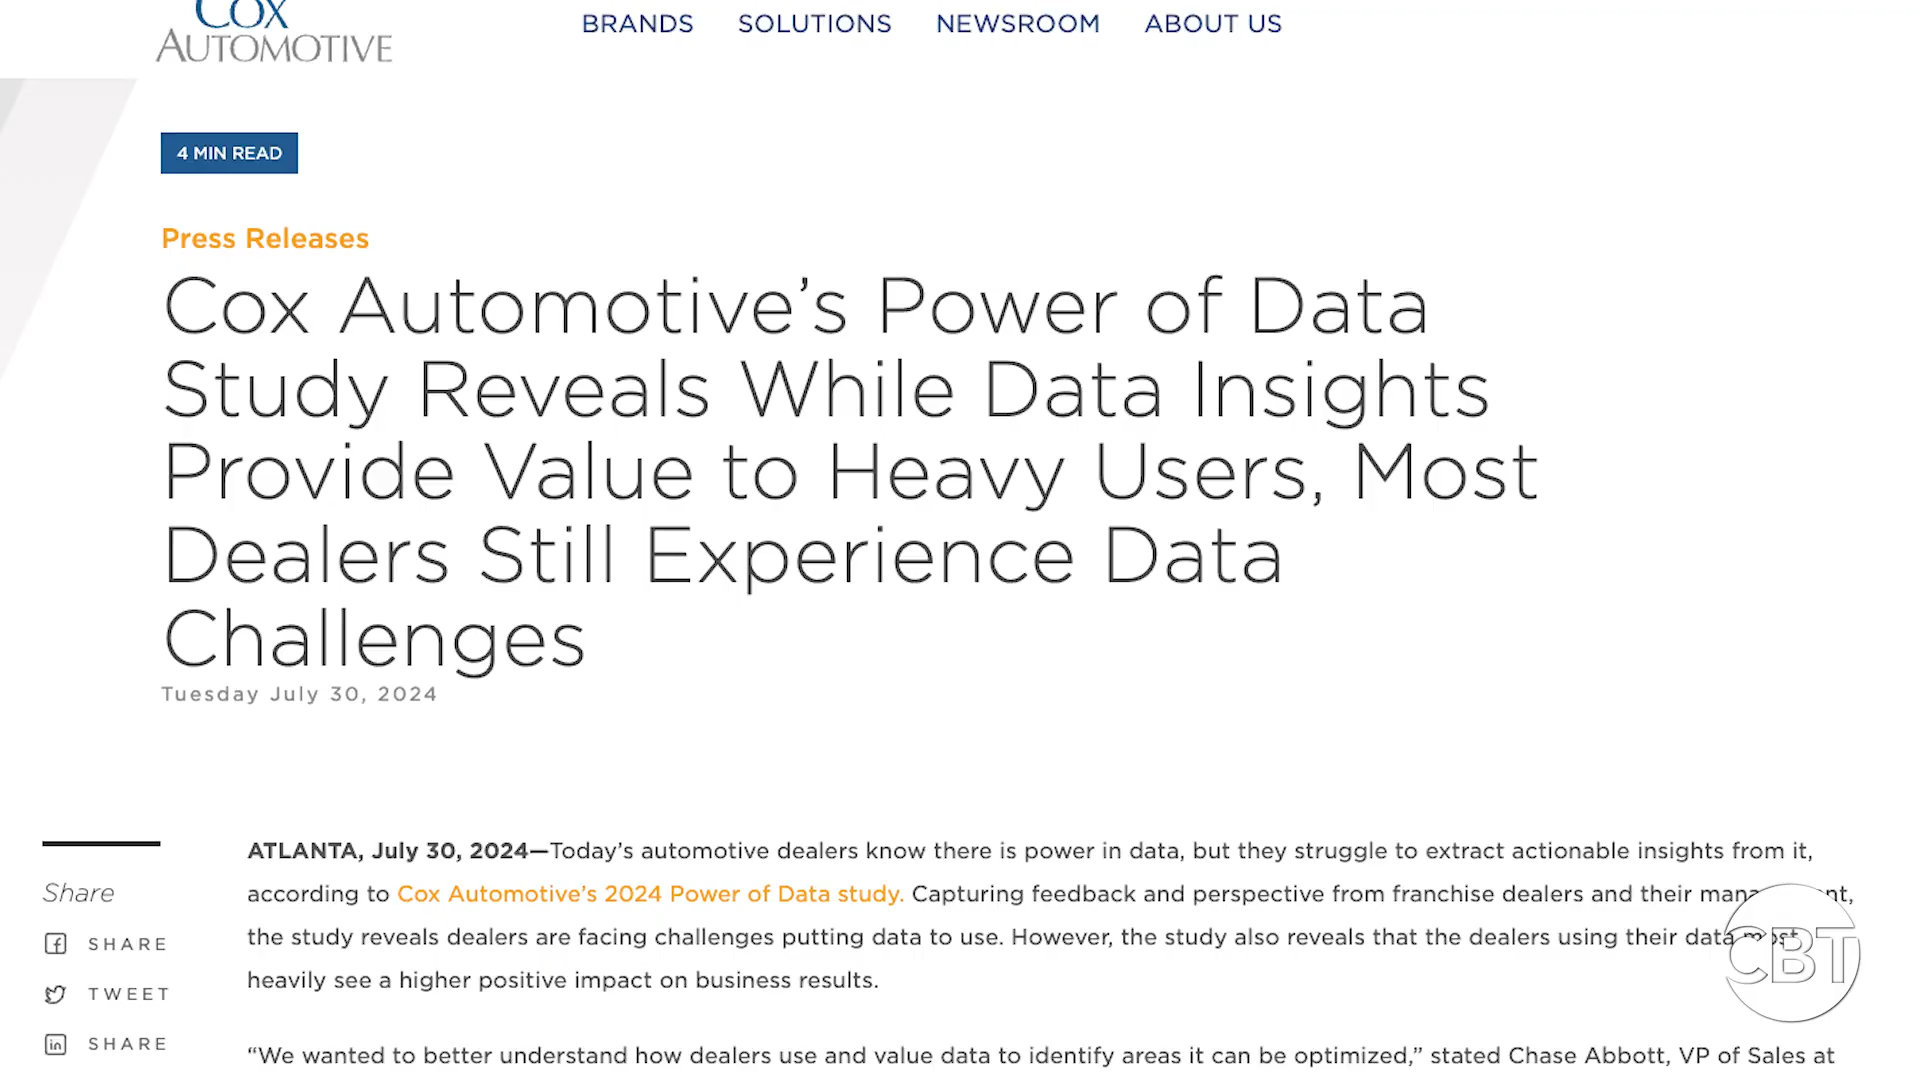 COX
AUTOMOTIVE
BRANDS SOLUTIONS NEWSROOM ABOUT US
4 MIN READ
Press Releases
Cox Automotive’s Power of Data
Study Reveals While Data Insights
Provide Value to Heavy Users, Most
Dealers Still Experience Data
Challenges
Tuesday July 30, 2024
Share
SHARE
TWEET
SHARE
ATLANTA, July 30, 2024—Today’s automotive dealers know there is power in data, but they struggle to extract actionable insights from it,
according to Cox Automotive’s 2024 Power of Data study. Capturing feedback and perspective from franchise dealers and their management,
the study reveals dealers are facing challenges putting data to use. However, the study also reveals that the dealers using their data most
heavily see a higher positive impact on business results.
“We wanted to better understand how dealers use and value data to identify areas it can be optimized,” stated Chase Abbott, VP of Sales at
CBT